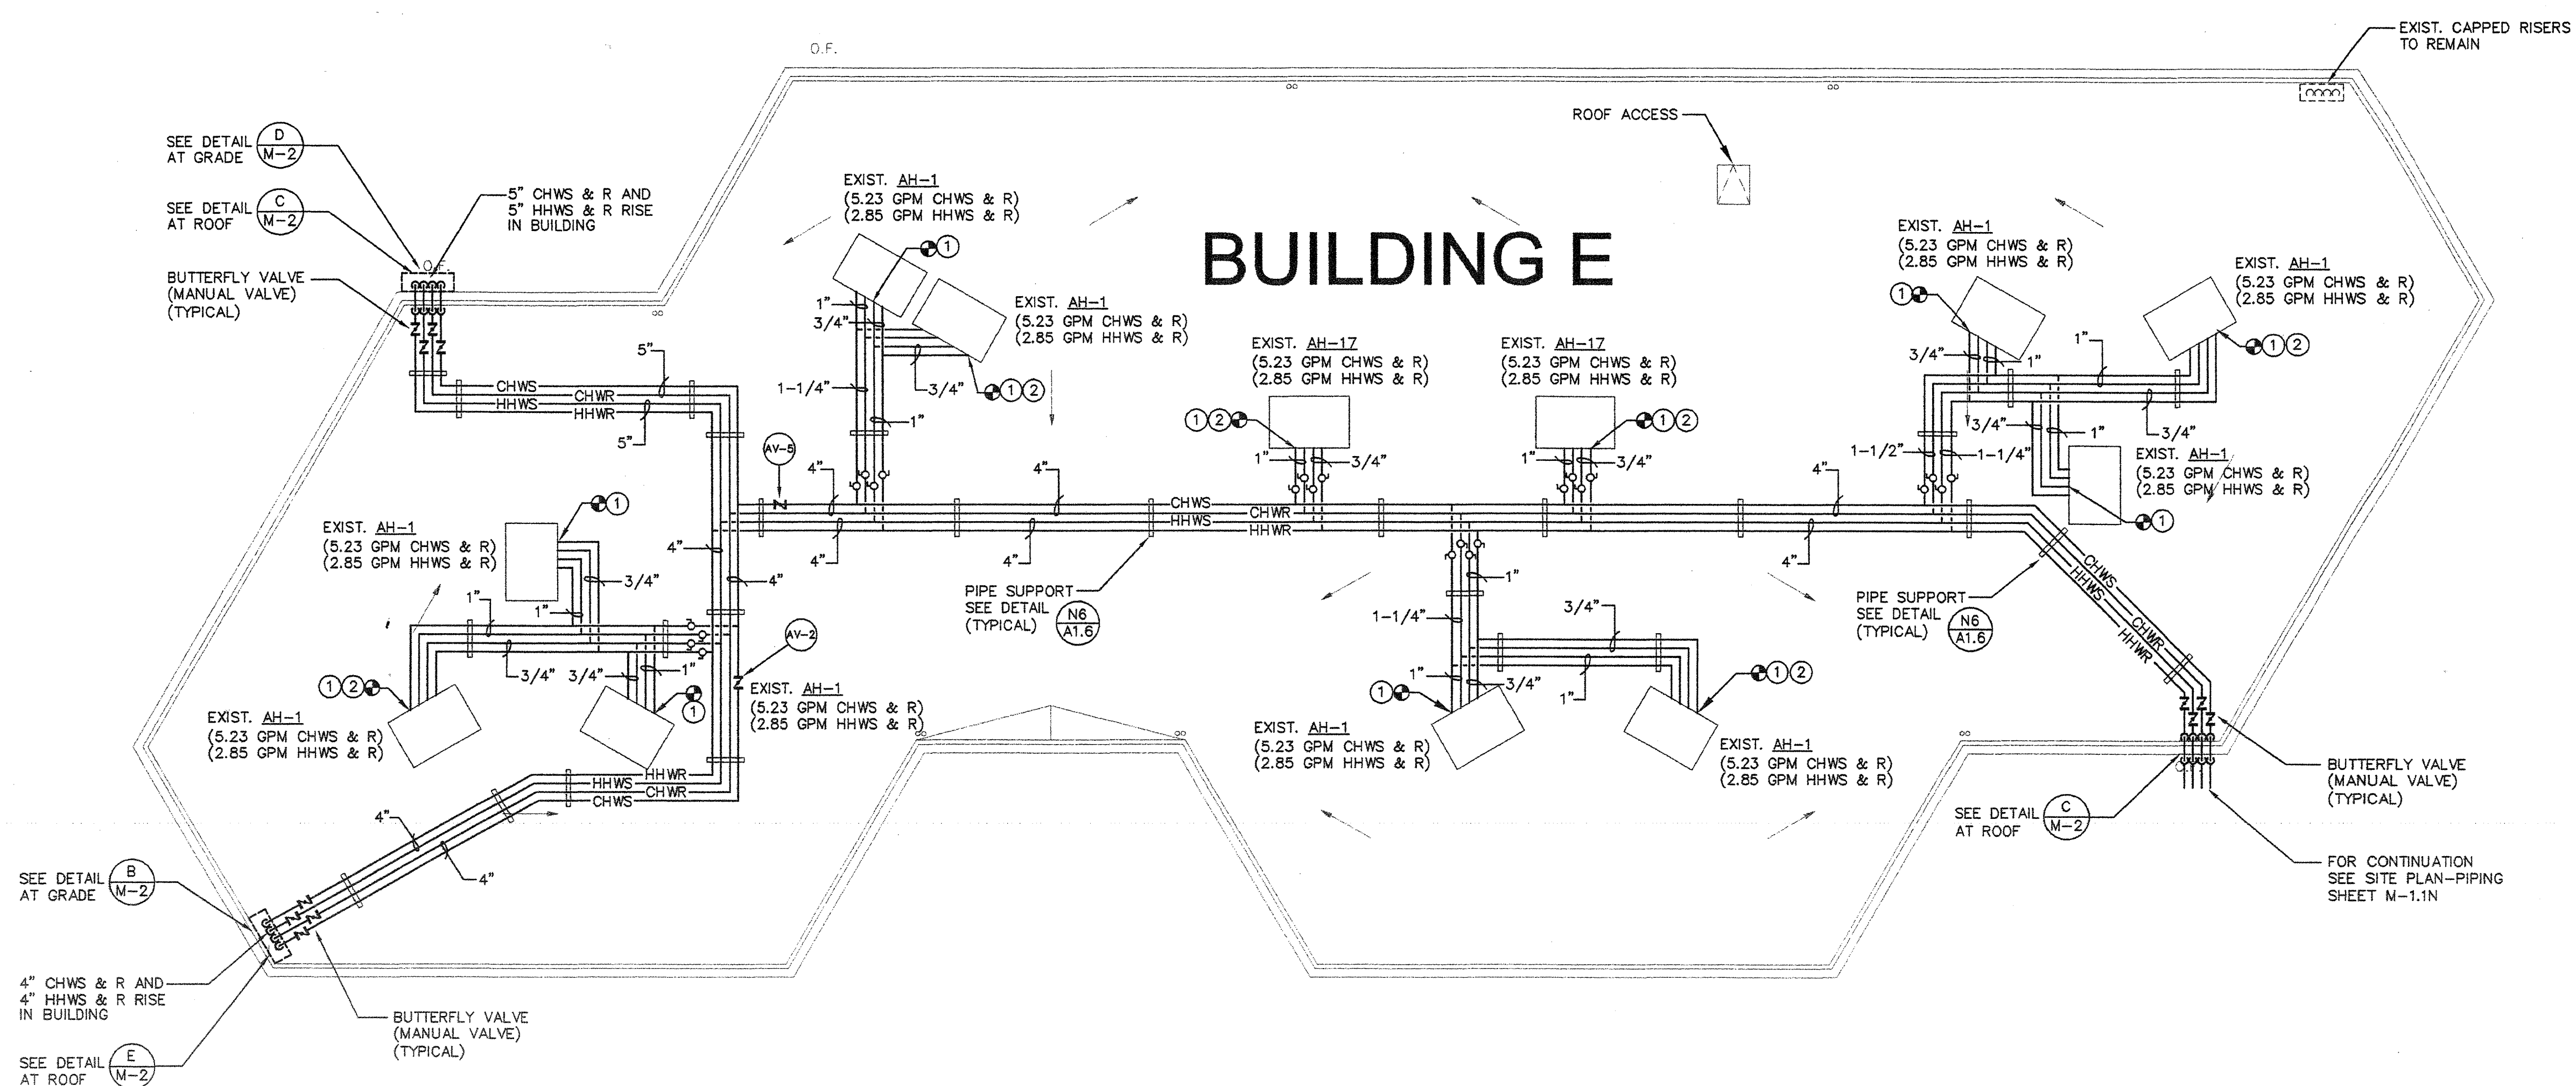 O.F.
EXIST. CAPPED RISERS
TO REMAIN
ROOF ACCESS
SEE DETAIL
AT GRADE
D
M-2
SEE DETAIL
AT ROOF
C
M-2
5" CHWS & R AND
5" HHWS & R RISE
IN BUILDING
O.F.
BUTTERFLY VALVE
(MANUAL VALVE)
(TYPICAL)
EXIST. AH-1
(5.23 GPM CHWS & R)
(2.85 GPM HHWS & R)
1
1"
3/4"
EXIST. AH-1
(5.23 GPM CHWS & R)
(2.85 GPM HHWS & R)
3/4"
1 2
1-1/4"
1"
BUILDING E
EXIST. AH-17
(5.23 GPM CHWS & R)
(2.85 GPM HHWS & R)
1 2
1"
3/4"
EXIST. AH-17
(5.23 GPM CHWS & R)
(2.85 GPM HHWS & R)
1 2
1"
3/4"
EXIST. AH-1
(5.23 GPM CHWS & R)
(2.85 GPM HHWS & R)
1
3/4"
1"
EXIST. AH-1
(5.23 GPM CHWS & R)
(2.85 GPM HHWS & R)
1 2
1"
3/4"
3/4"
1"
1-1/2"
1-1/4"
EXIST. AH-1
(5.23 GPM CHWS & R)
(2.85 GPM HHWS & R)
1
5"
CHWS
CHWR
HHWS
HHWR
5"
AV-5
4"
4"
4"
4"
4"
4"
CHWS
CHWR
HHWS
HHWR
4"
4"
EXIST. AH-1
(5.23 GPM CHWS & R)
(2.85 GPM HHWS & R)
1
3/4"
1"
1"
3/4"
3/4"
1"
1 2
1
EXIST. AH-1
(5.23 GPM CHWS & R)
(2.85 GPM HHWS & R)
AV-2
EXIST. AH-1
(5.23 GPM CHWS & R)
(2.85 GPM HHWS & R)
PIPE SUPPORT
SEE DETAIL
(TYPICAL)
N6
A1.6
1"
1-1/4"
3/4"
1"
3/4"
1"
1
1 2
EXIST. AH-1
(5.23 GPM CHWS & R)
(2.85 GPM HHWS & R)
EXIST. AH-1
(5.23 GPM CHWS & R)
(2.85 GPM HHWS & R)
PIPE SUPPORT
SEE DETAIL
(TYPICAL)
N6
A1.6
CHWS
HHWS
CHWR
HHWR
BUTTERFLY VALVE
(MANUAL VALVE)
(TYPICAL)
SEE DETAIL
AT ROOF
C
M-2
FOR CONTINUATION
SEE SITE PLAN-PIPING
SHEET M-1.1N
HHWR
HHWS
CHWR
CHWS
4"
4"
SEE DETAIL
AT GRADE
B
M-2
4" CHWS & R AND
4" HHWS & R RISE
IN BUILDING
BUTTERFLY VALVE
(MANUAL VALVE)
(TYPICAL)
SEE DETAIL
AT ROOF
E
M-2